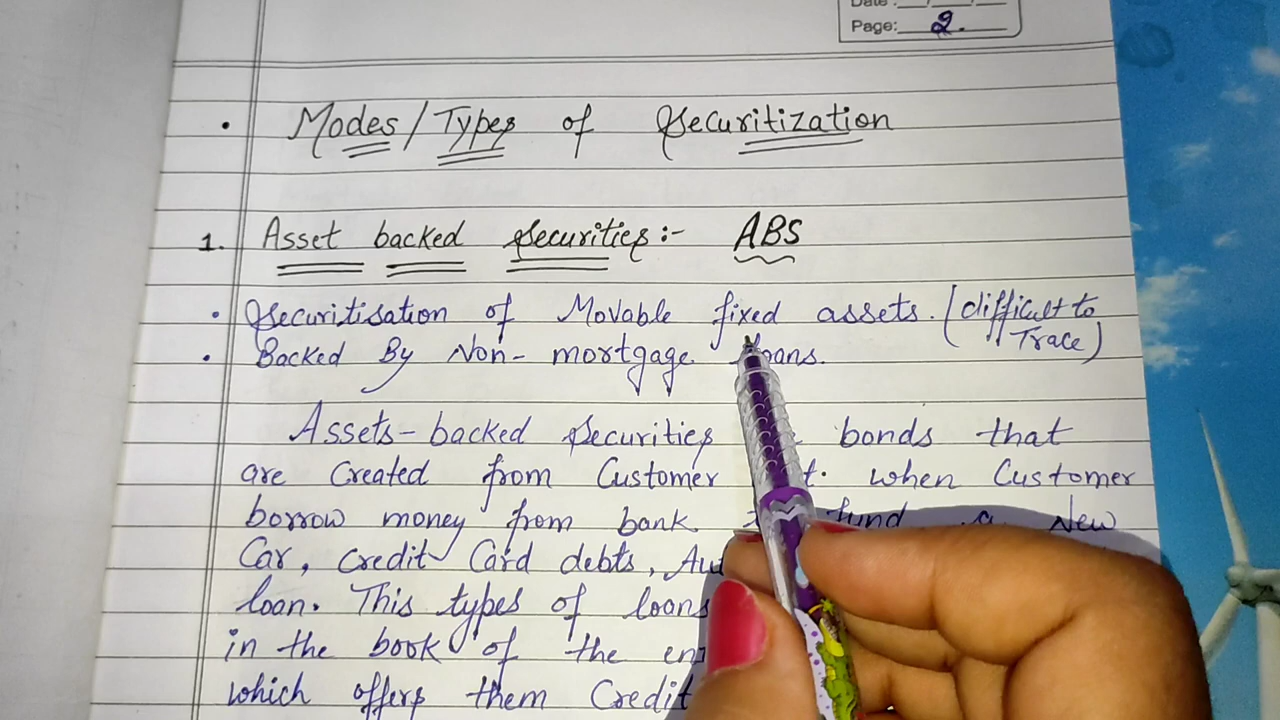 Date:
Page: 2.
• Modes/Types of Securitization
1. Asset backed Securities:- ABS
• Securitisation of Movable fixed assets. (difficult to Trace)
• Backed By Non-mortgage loans.
Assets-backed Securities bonds that
are Created from Customer when Customer
borrow money from bank fund a New
Car, Credit Card debts,
loan. This types of loans
in the book of the
which offers them Credit